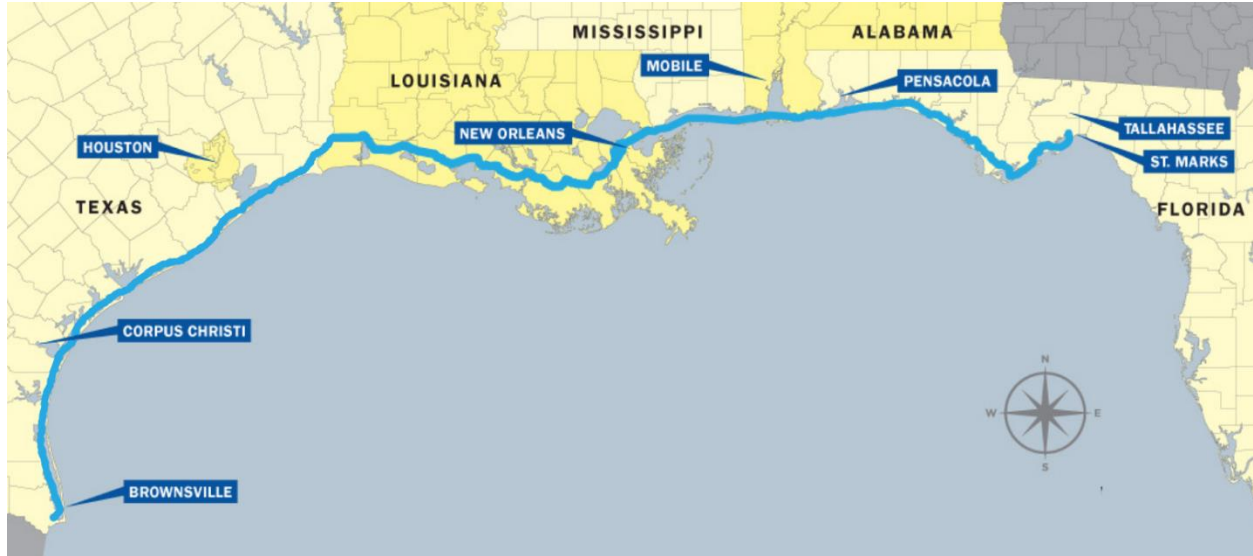 MISSISSIPPI
ALABAMA
MOBILE
LOUISIANA
PENSACOLA
NEW ORLEANS
TALLAHASSEE
HOUSTON
ST. MARKS
TEXAS
FLORIDA
CORPUS CHRISTI
N
W
E
S
BROWNSVILLE